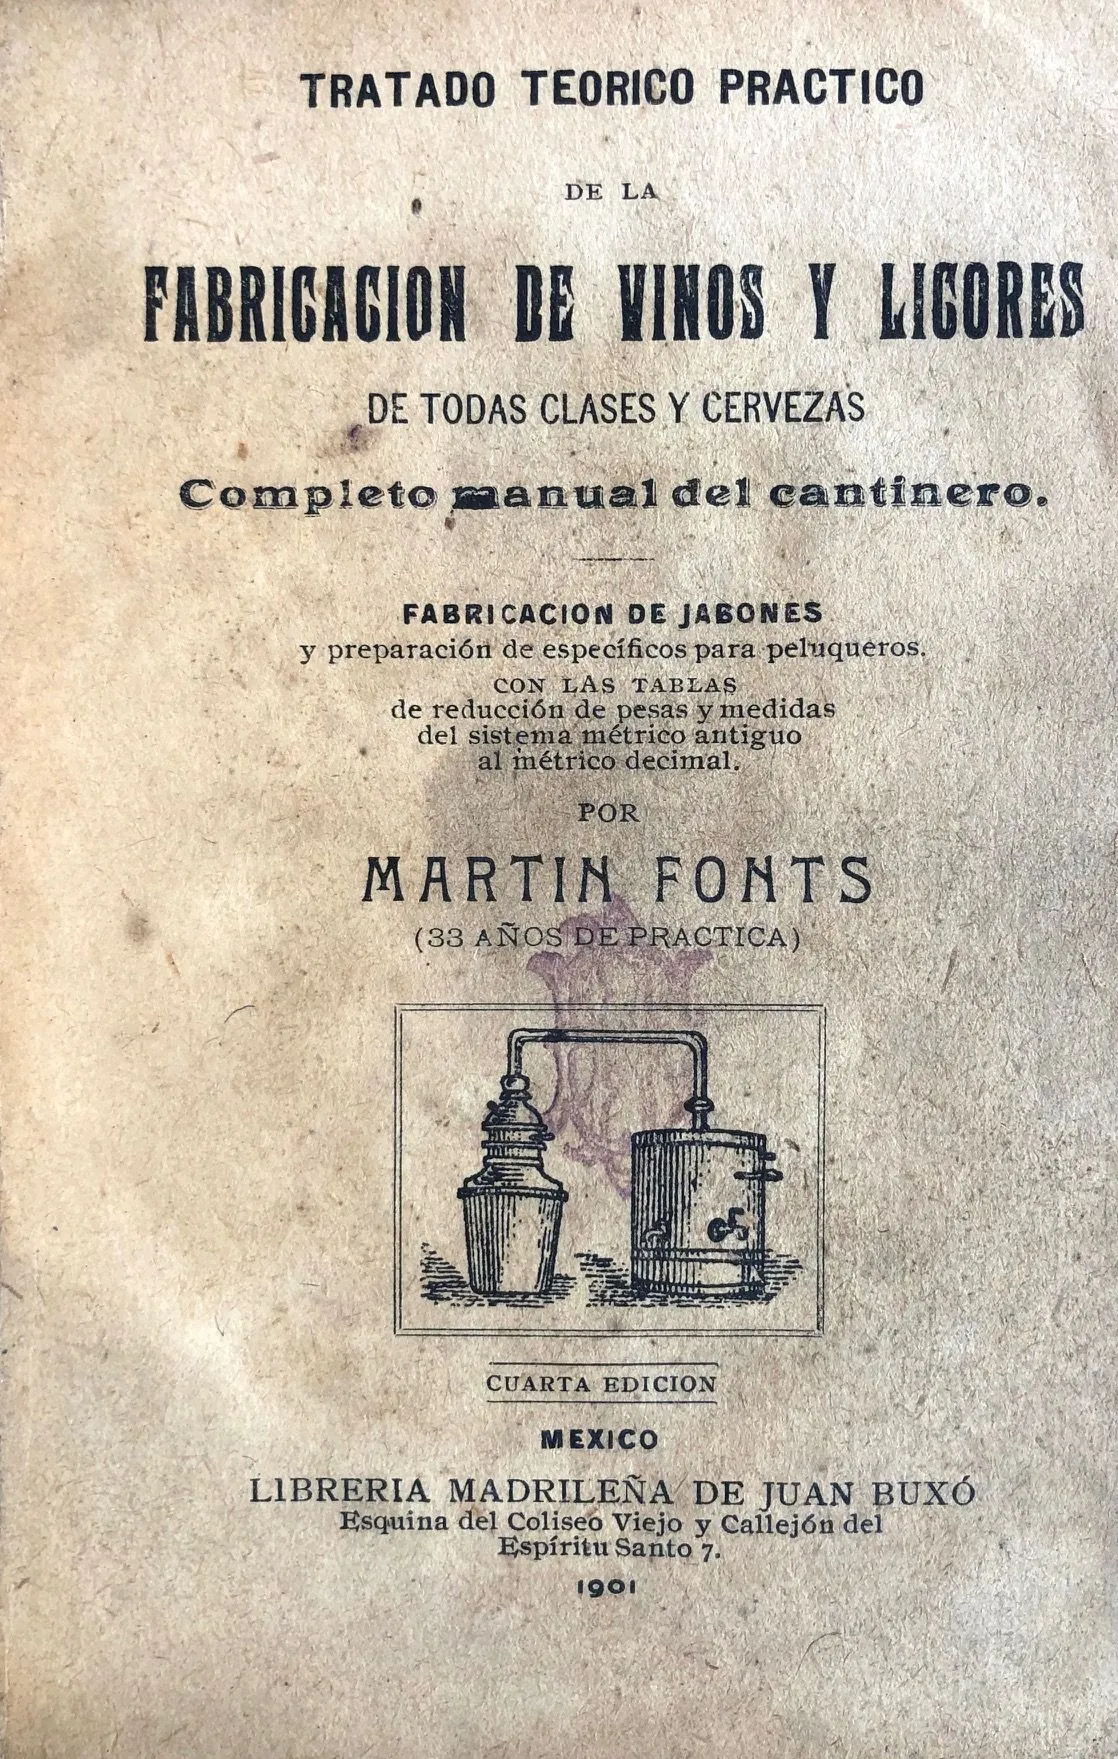 TRATADO TEORICO PRACTICO
DE LA
FABRICACION DE VINOS Y LICORES
DE TODAS CLASES Y CERVEZAS
Completo manual del cantinero.
FABRICACION DE JABONES
y preparación de específicos para peluqueros.
CON LAS TABLAS
de reducción de pesas y medidas
del sistema métrico antiguo
al métrico decimal.
POR
MARTIN FONTS
(33 AÑOS DE PRACTICA)
CUARTA EDICION
MEXICO
LIBRERIA MADRILEÑA DE JUAN BUXÓ
Esquina del Coliseo Viejo y Callejón del
Espíritu Santo 7.
1901